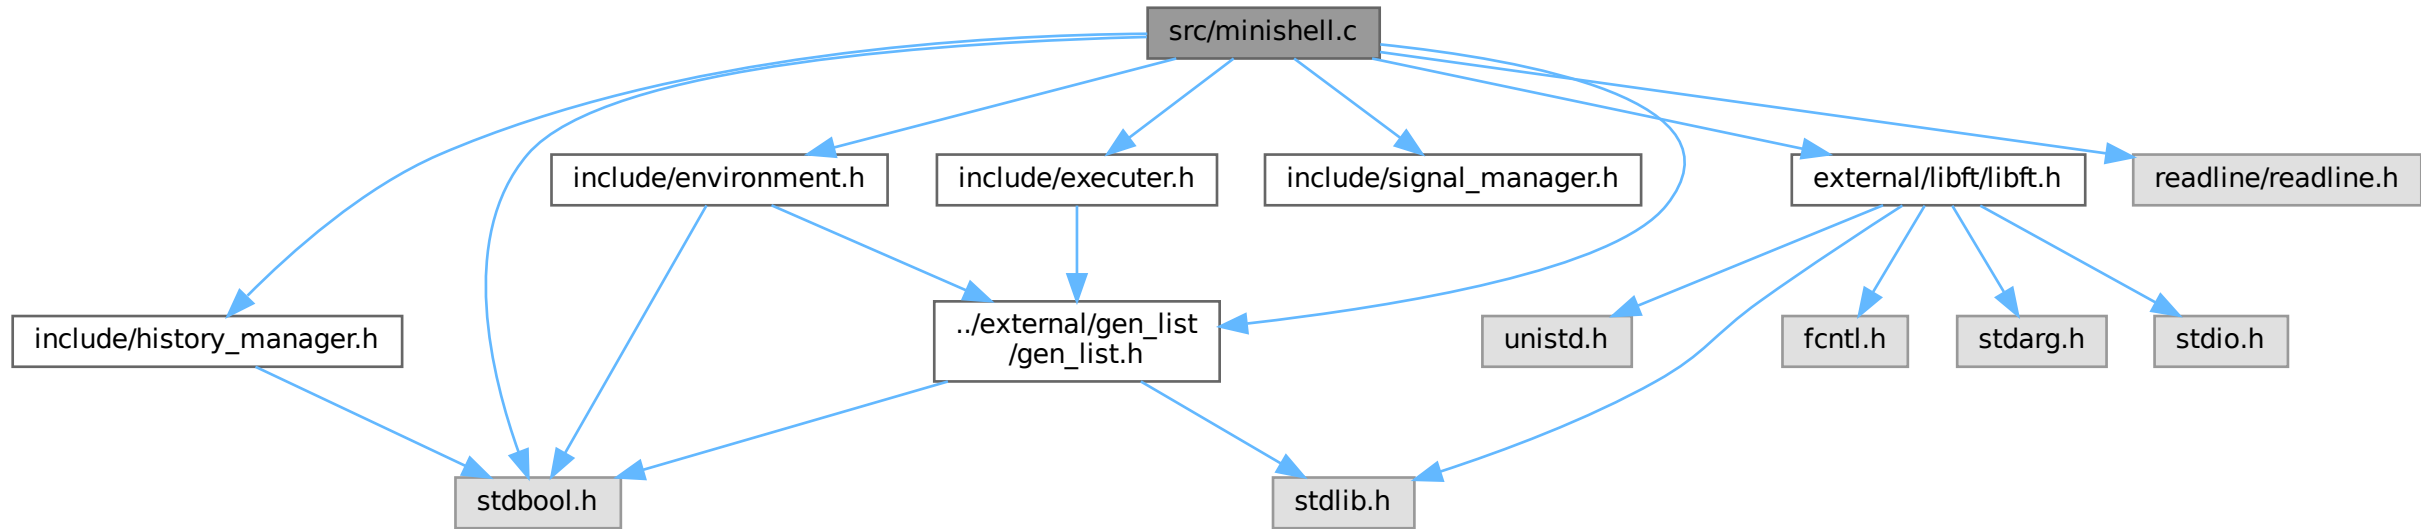 src/minishell.c
include/environment.h
include/executer.h
include/signal_manager.h
external/libft/libft.h
readline/readline.h
include/history_manager.h
../external/gen_list
/gen_list.h
unistd.h
fcntl.h
stdarg.h
stdio.h
stdbool.h
stdlib.h